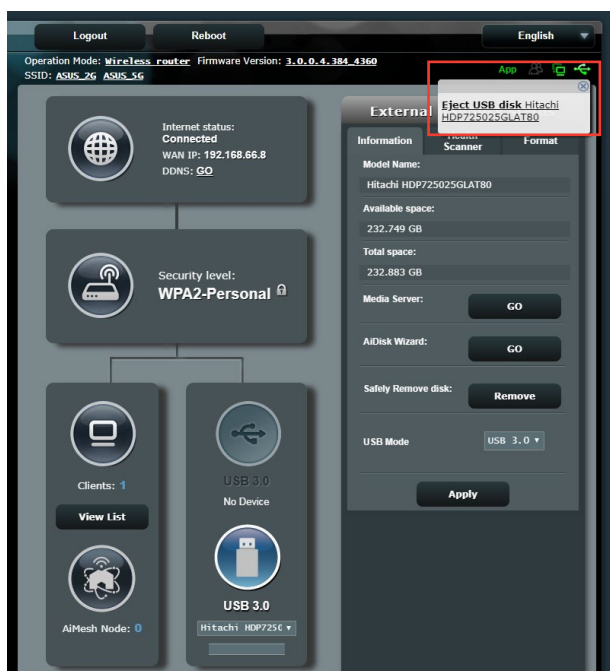 Logout
Reboot
English
Operation Mode: Wireless router Firmware Version: 3.0.0.4.384_4360
SSID: ASUS_2G ASUS_5G
App
Eject USB disk Hitachi
HDP725025GLAT80
Internet status:
Connected
WAN IP: 192.168.66.8
DDNS: GO
Security level:
WPA2-Personal
Clients: 1
View List
AiMesh Node: 0
USB 3.0
No Device
USB 3.0
Hitachi HDP725C
External
Information
Health
Scanner
Format
Model Name:
Hitachi HDP725025GLAT80
Available space:
232.749 GB
Total space:
232.883 GB
Media Server:
GO
AiDisk Wizard:
GO
Safely Remove disk:
Remove
USB Mode
USB 3.0
Apply